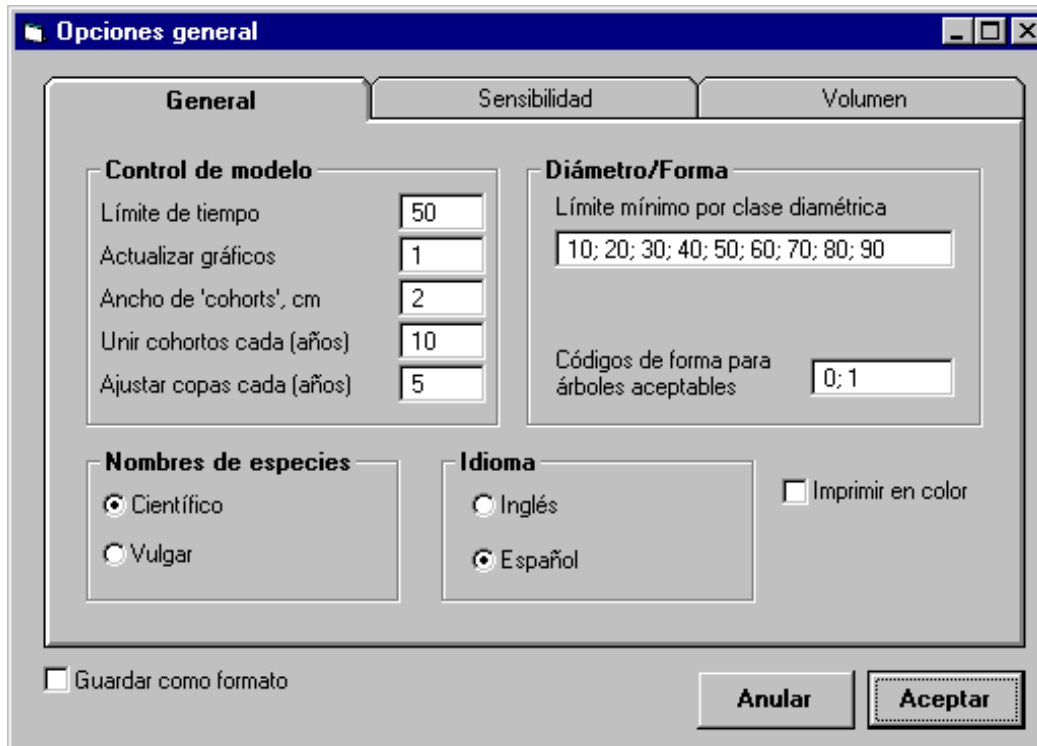 Opciones general
General
Sensibilidad
Volumen
Control de modelo
Límite de tiempo 50
Actualizar gráficos 1
Ancho de 'cohorts', cm 2
Unir cohortos cada (años) 10
Ajustar copas cada (años) 5
Diámetro/Forma
Límite mínimo por clase diamétrica
10; 20; 30; 40; 50; 60; 70; 80; 90
Códigos de forma para
árboles aceptables
0; 1
Nombres de especies
Científico
Vulgar
Idioma
Inglés
Español
Imprimir en color
Guardar como formato
Anular
Aceptar